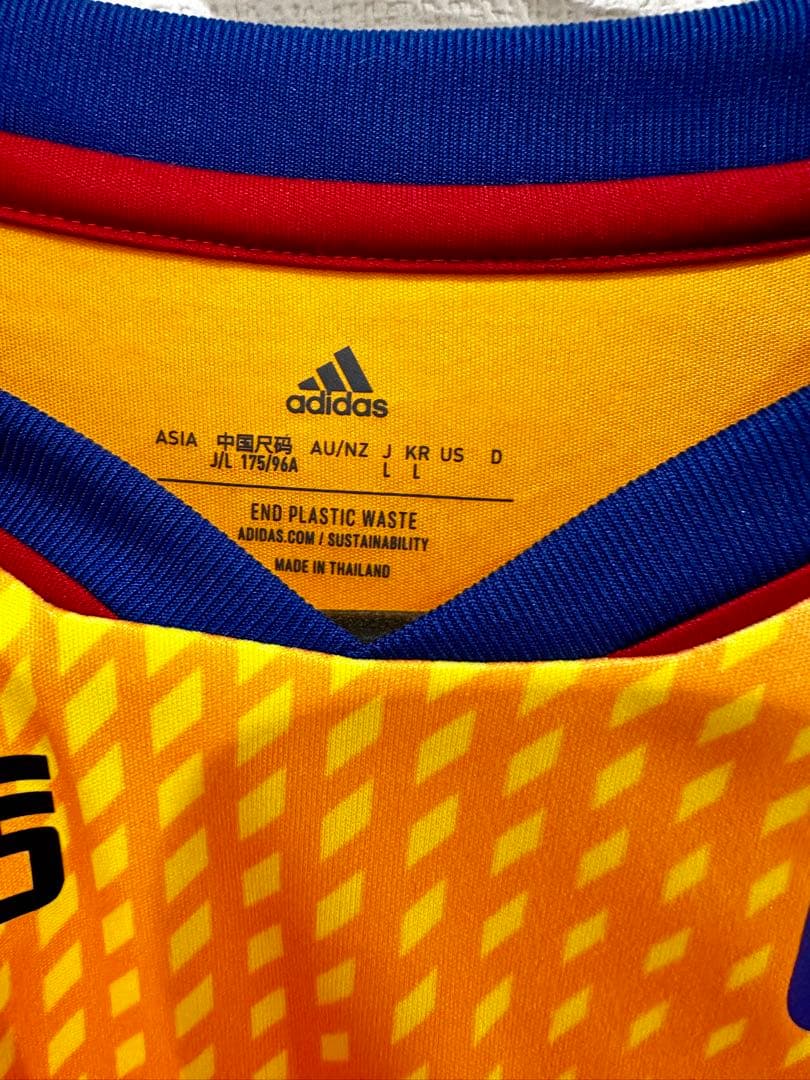 adidas
ASIA 中国尺码 AU/NZ J KR US D
J/L 175/96A L L
END PLASTIC WASTE
ADIDAS.COM / SUSTAINABILITY
MADE IN THAILAND